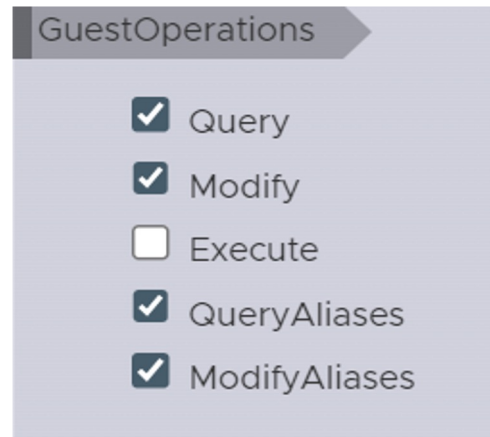 GuestOperations
Query
Modify
Execute
QueryAliases
ModifyAliases